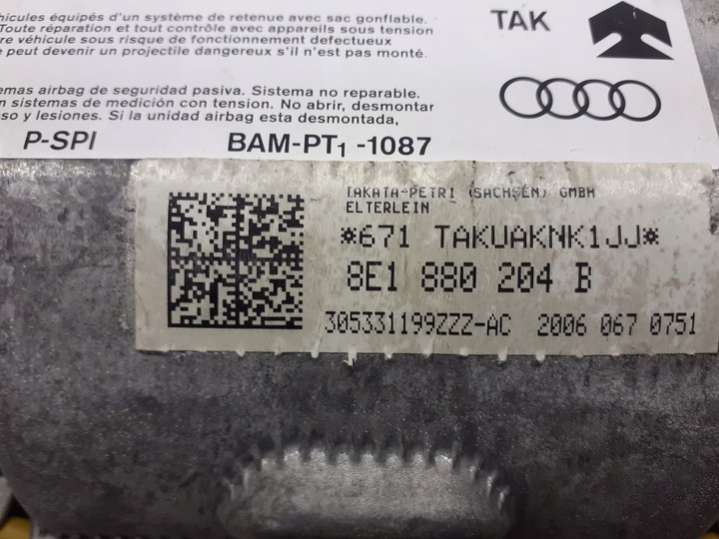 hicules équipés d'un système de retenue avec sac gonflable. TAK
Toute réparation et tout contrôle avec appareils sous tension
re véhicule sous risque de fonctionnement defectueux
peut devenir un projectile dangereux s'il n'est pas monté.
emas airbag de seguridad pasiva. Sistema no reparable.
n sistemas de medición con tension. No abrir, desmontar
so y lesiones. Si la unidad airbag esta desmontada,
P-SPI BAM-PT1 -1087
TAKATA-PETRI (SACHSEN) GMBH
ELTERLEIN
*671 TAKUAKNK1JJ*
8E1 880 204 B
305331199ZZZ-AC 2006 067 0751